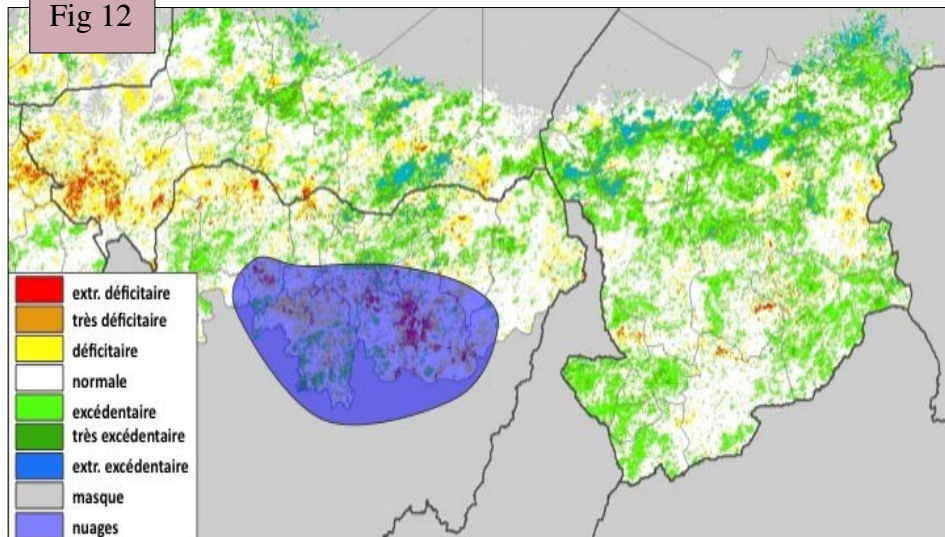 Fig 12
extr. déficitaire
très déficitaire
déficitaire
normale
excédentaire
très excédentaire
extr. excédentaire
masque
nuages